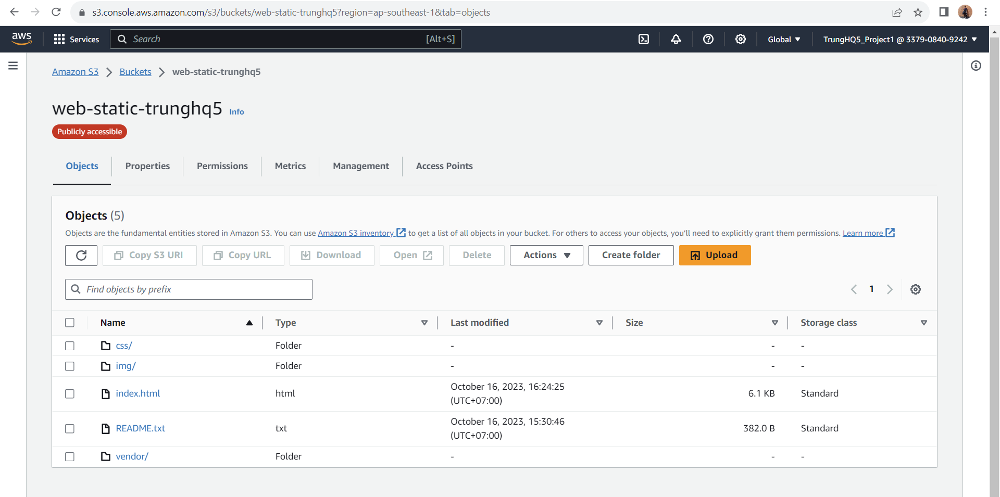 s3.console.aws.amazon.com/s3/buckets/web-static-trunghq5?region=ap-southeast-1&tab=objects
aws Services Search [Alt+S] Global TrungHQ5_Project1 @ 3379-0840-9242
Amazon S3 Buckets web-static-trunghq5
web-static-trunghq5 Info
Publicly accessible
Objects Properties Permissions Metrics Management Access Points
Objects (5)
Objects are the fundamental entities stored in Amazon S3. You can use Amazon S3 inventory to get a list of all objects in your bucket. For others to access your objects, you'll need to explicitly grant them permissions. Learn more
Copy S3 URI Copy URL Download Open Delete Actions Create folder Upload
Find objects by prefix 1
Name Type Last modified Size Storage class
css/ Folder - - -
img/ Folder - - -
index.html html October 16, 2023, 16:24:25 (UTC+07:00) 6.1 KB Standard
README.txt txt October 16, 2023, 15:30:46 (UTC+07:00) 382.0 B Standard
vendor/ Folder - - -